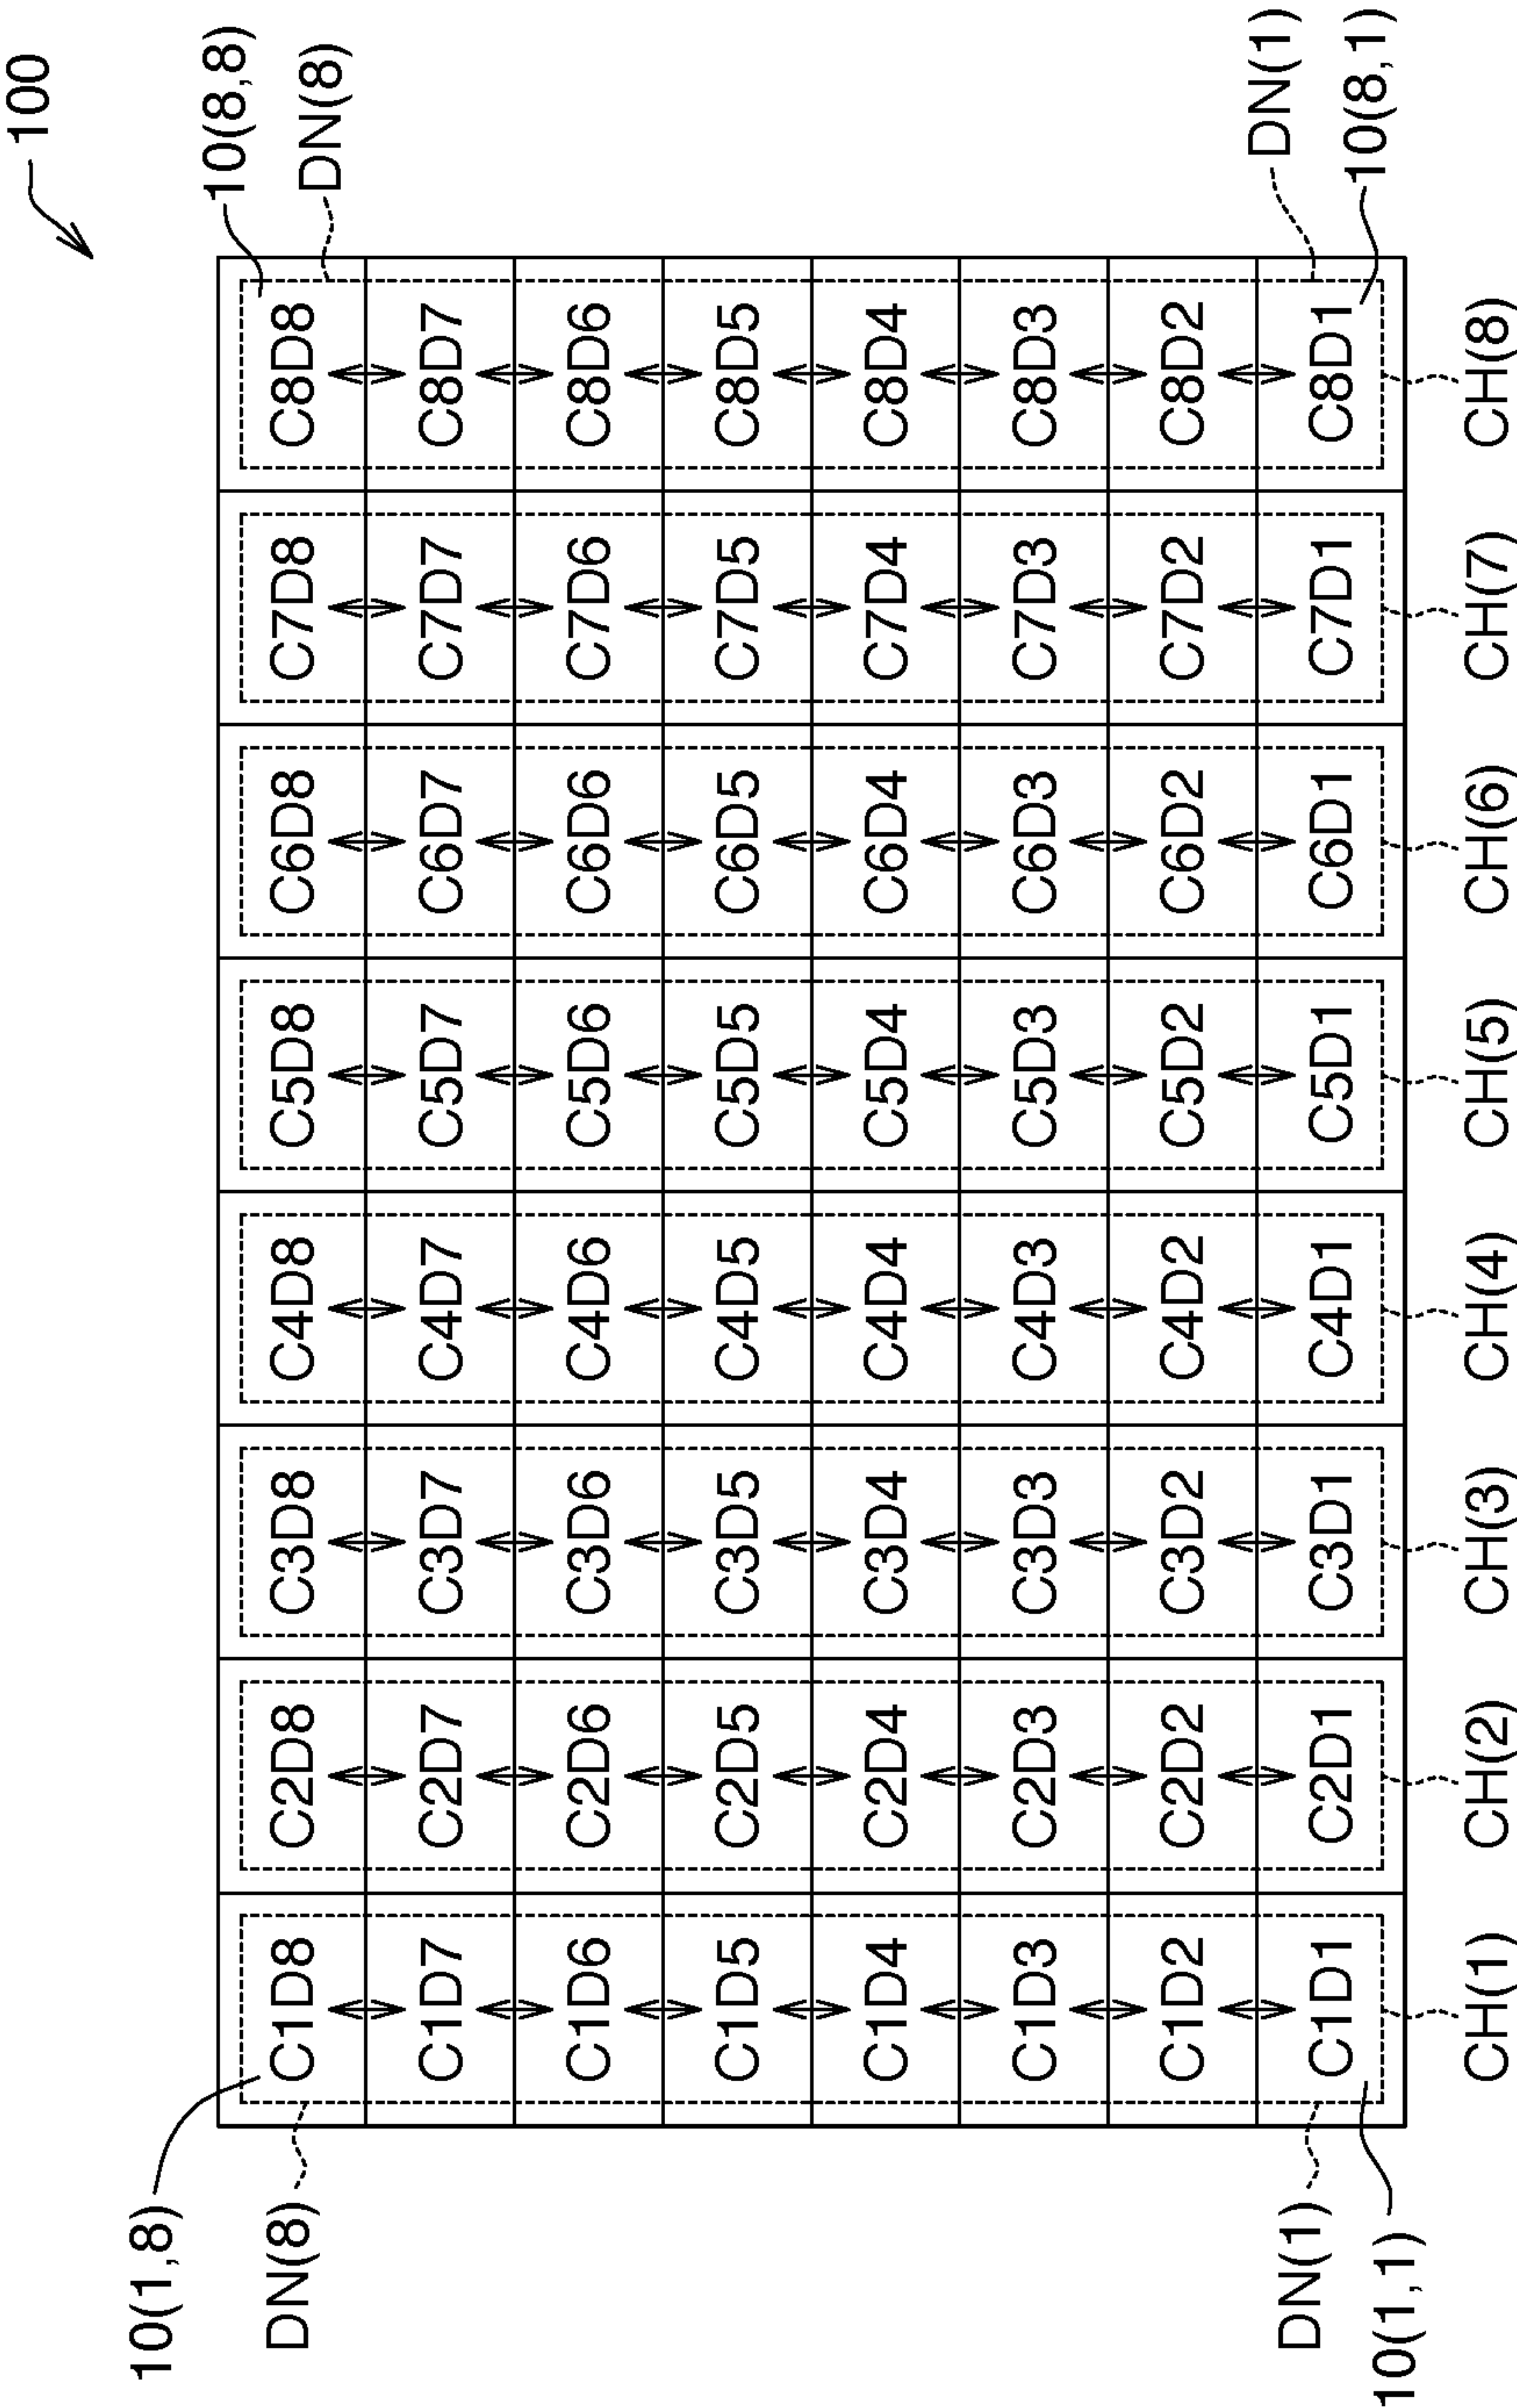 100
10(1,8)
10(8,8)
DN(8)
DN(8)
C1D8 C2D8 C3D8 C4D8 C5D8 C6D8 C7D8 C8D8
C1D7 C2D7 C3D7 C4D7 C5D7 C6D7 C7D7 C8D7
C1D6 C2D6 C3D6 C4D6 C5D6 C6D6 C7D6 C8D6
C1D5 C2D5 C3D5 C4D5 C5D5 C6D5 C7D5 C8D5
C1D4 C2D4 C3D4 C4D4 C5D4 C6D4 C7D4 C8D4
C1D3 C2D3 C3D3 C4D3 C5D3 C6D3 C7D3 C8D3
C1D2 C2D2 C3D2 C4D2 C5D2 C6D2 C7D2 C8D2
C1D1 C2D1 C3D1 C4D1 C5D1 C6D1 C7D1 C8D1
DN(1)
DN(1)
10(1,1)
10(8,1)
CH(1) CH(2) CH(3) CH(4) CH(5) CH(6) CH(7) CH(8)